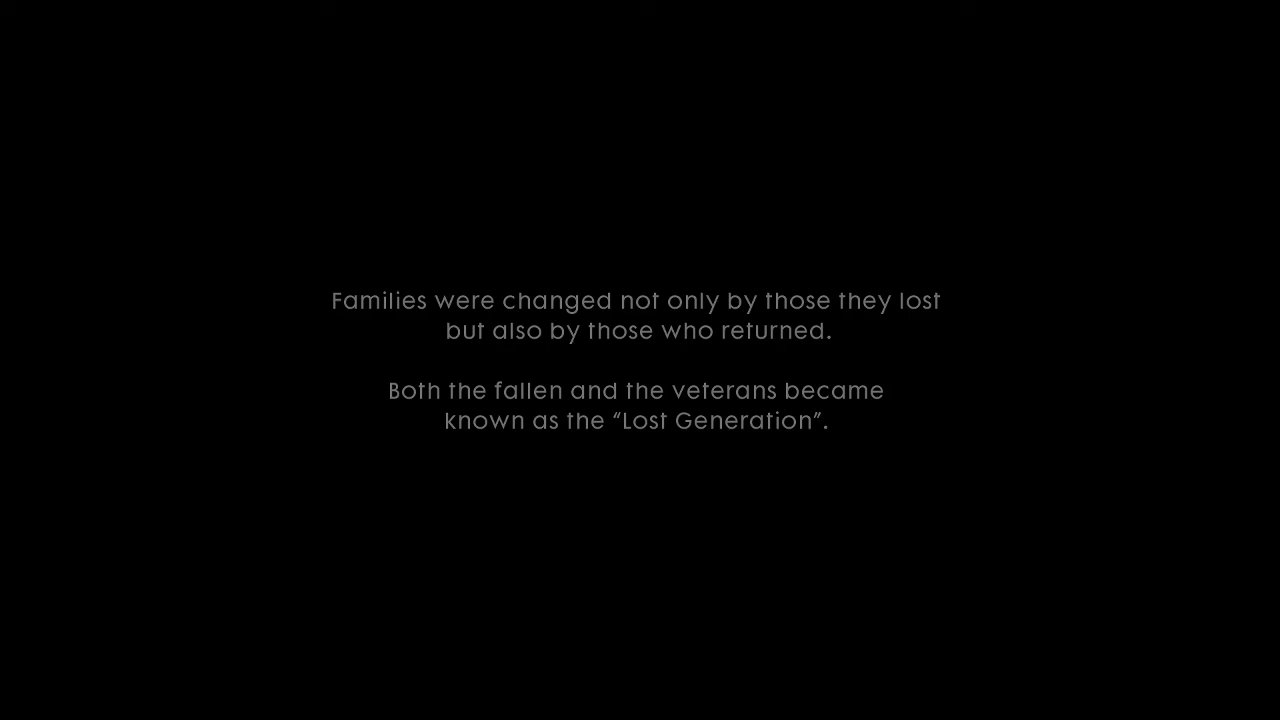 Families were changed not only by those they lost
but also by those who returned.
Both the fallen and the veterans became
known as the “Lost Generation”.